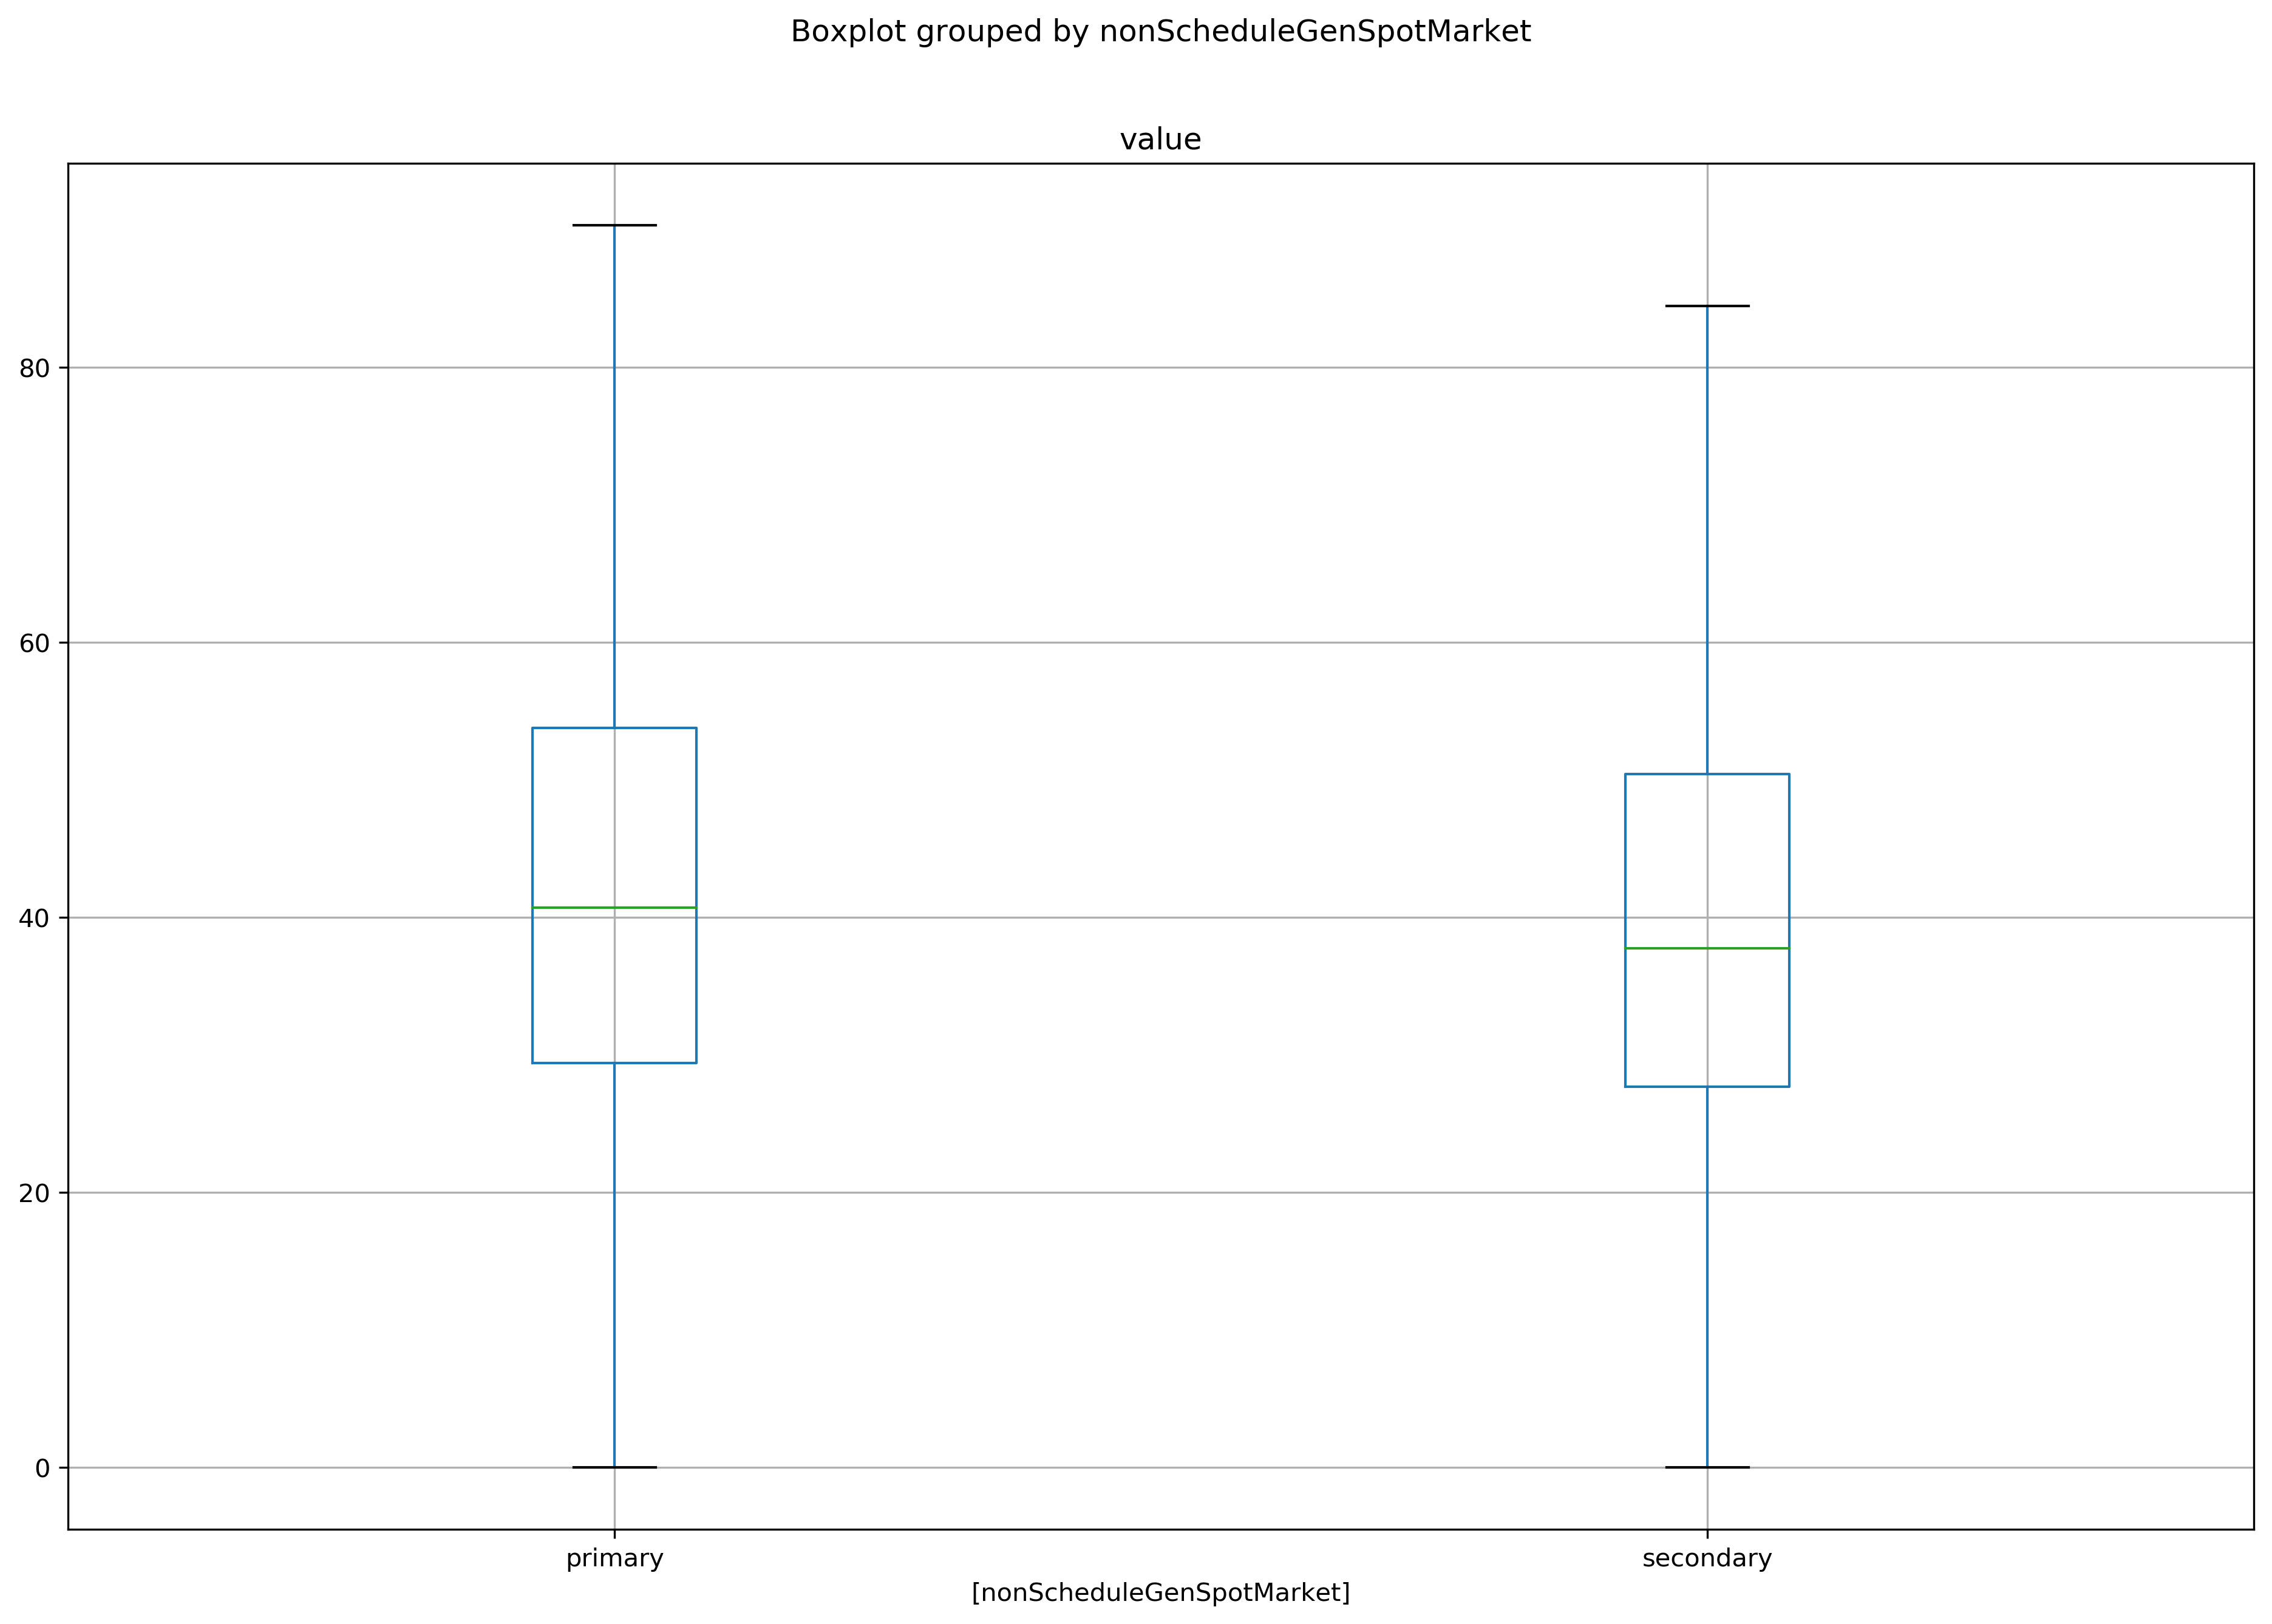 Boxplot grouped by nonScheduleGenSpotMarket
value
80
60
40
20
0
primary secondary
[nonScheduleGenSpotMarket]